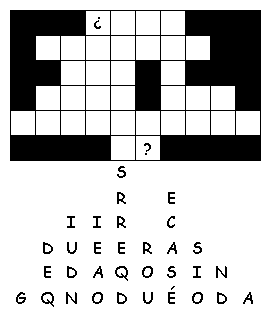 ¿
?
S
R E
I I R C
D U E E R A S
E D A Q O S I N
G Q N O D U É O D A